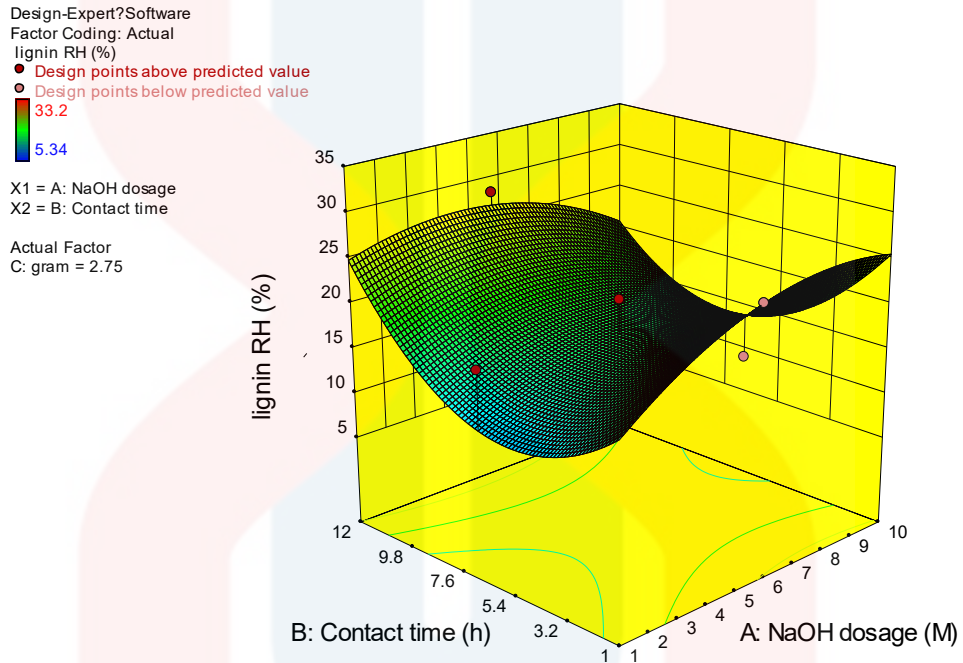 Design-Expert?Software
Factor Coding: Actual
lignin RH (%)
Design points above predicted value
Design points below predicted value
33.2
5.34
X1 = A: NaOH dosage
X2 = B: Contact time
Actual Factor
C: gram = 2.75
35
30
25
20
15
10
5
lignin RH (%)
12
9.8
7.6
5.4
3.2
1
B: Contact time (h)
1
2
3
4
5
6
7
8
9
10
A: NaOH dosage (M)